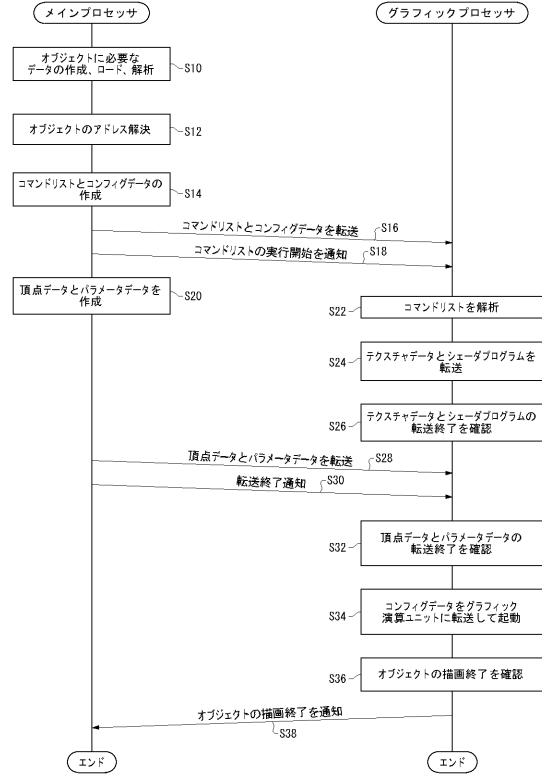 メインプロセッサ
グラフィックプロセッサ
オブジェクトに必要な
データの作成、ロード、解析
S10
オブジェクトのアドレス解決
S12
コマンドリストとコンフィグデータの
作成
S14
コマンドリストとコンフィグデータを転送
S16
コマンドリストの実行開始を通知
S18
頂点データとパラメータデータを
作成
S20
S22
コマンドリストを解析
S24
テクスチャデータとシェーダプログラムを
転送
S26
テクスチャデータとシェーダプログラムの
転送終了を確認
頂点データとパラメータデータを転送
S28
転送終了通知
S30
S32
頂点データとパラメータデータの
転送終了を確認
S34
コンフィグデータをグラフィック
演算ユニットに転送して起動
S36
オブジェクトの描画終了を確認
オブジェクトの描画終了を通知
S38
エンド
エンド